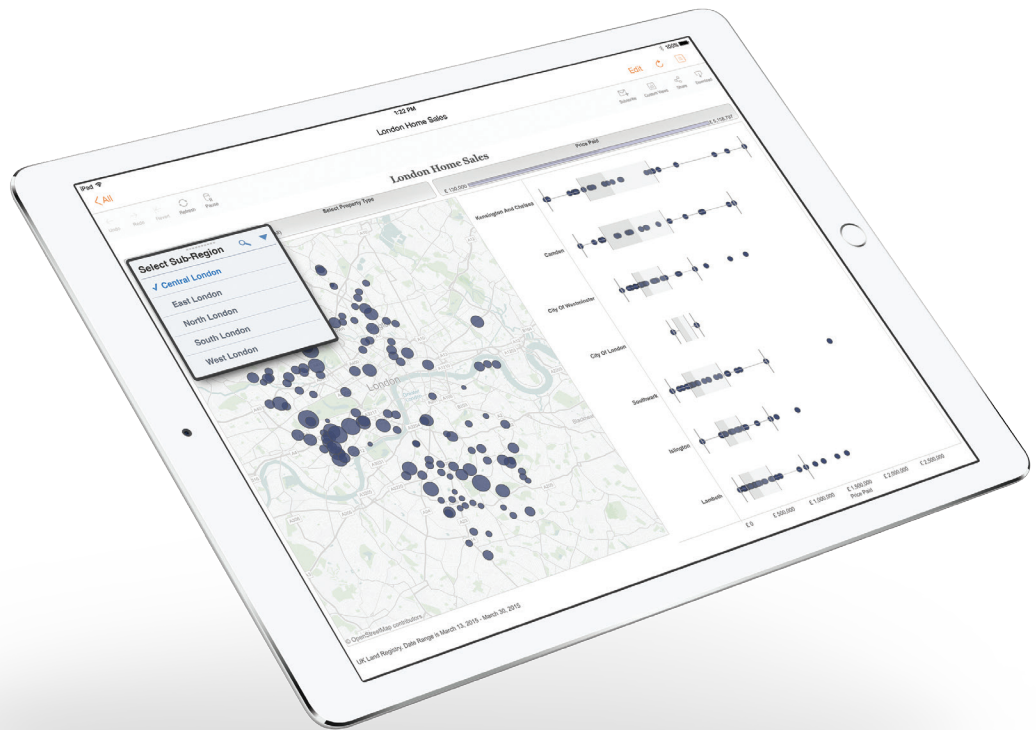 iPad
1:22 PM
100%
All
London Home Sales
Edit
Undo
Redo
Revert
Refresh
Pause
Subscribe
Custom Views
Share
Download
London Home Sales
Select Property Type
Price Paid
Select Sub-Region
✓ Central London
East London
North London
South London
West London
London
Kensington And Chelsea
Camden
City Of Westminster
City Of London
Southwark
Islington
Lambeth
£ 0
£ 500,000
£ 1,000,000
£ 1,500,000
£ 2,000,000
£ 2,500,000
Price Paid
© OpenStreetMap contributors
UK Land Registry. Date Range is March 13, 2015 - March 30, 2015